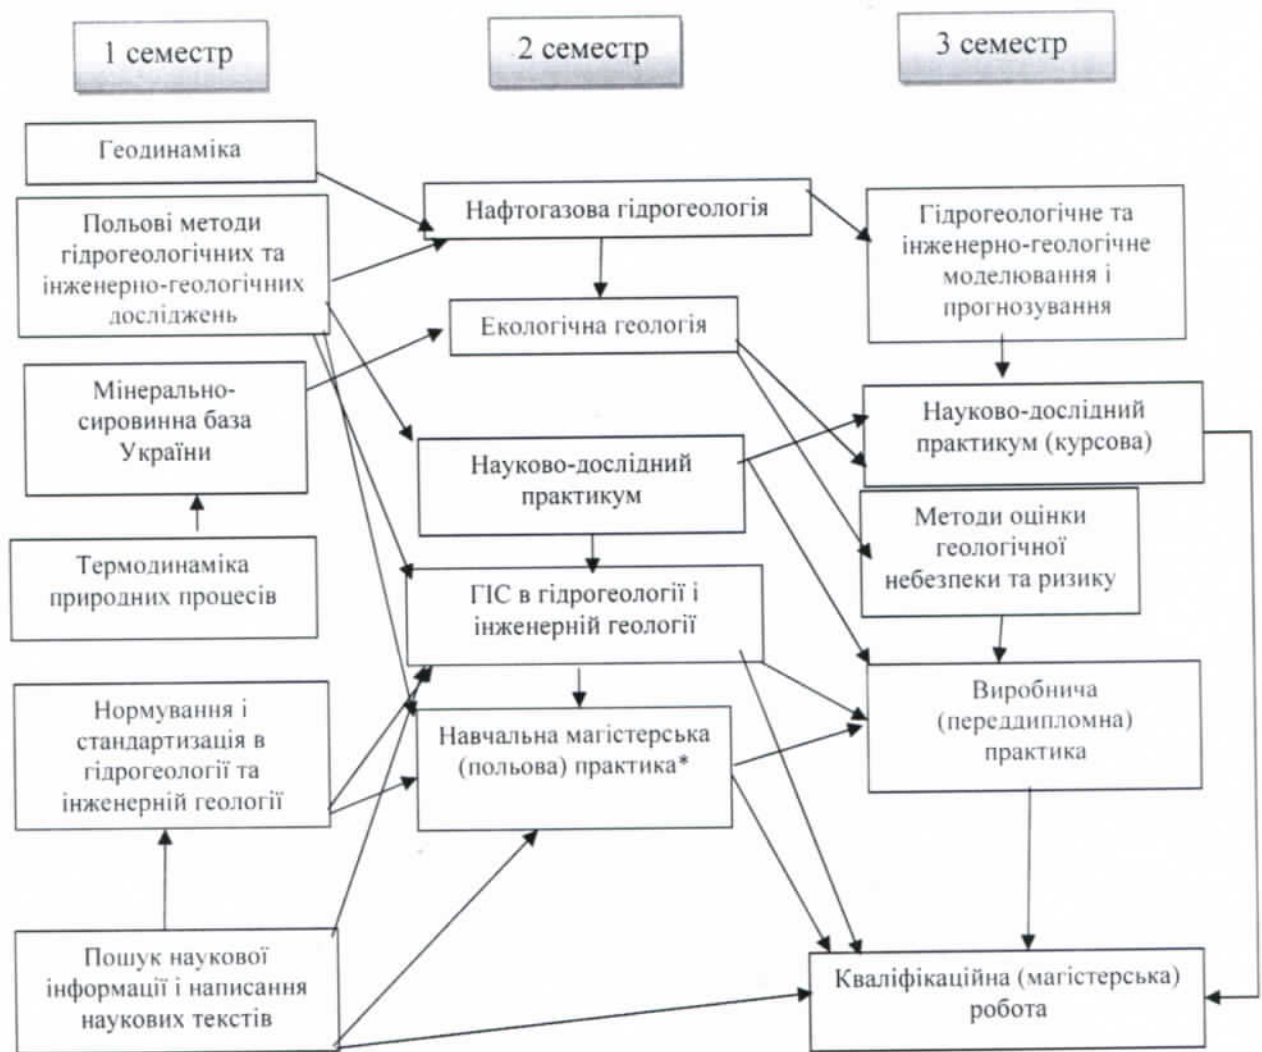 1 семестр
2 семестр
3 семестр
Геодинаміка
Польові методи
гідрогеологічних та
інженерно-геологічних
досліджень
Мінерально-
сировинна база
України
Термодинаміка
природних процесів
Нормування і
стандартизація в
гідрогеології та
інженерній геології
Пошук наукової
інформації і написання
наукових текстів
Нафтогазова гідрогеологія
Екологічна геологія
Науково-дослідний
практикум
ГІС в гідрогеології і
інженерній геології
Навчальна магістерська
(польова) практика*
Гідрогеологічне та
інженерно-геологічне
моделювання і
прогнозування
Науково-дослідний
практикум (курсова)
Методи оцінки
геологічної
небезпеки та ризику
Виробнича
(переддипломна)
практика
Кваліфікаційна (магістерська)
робота